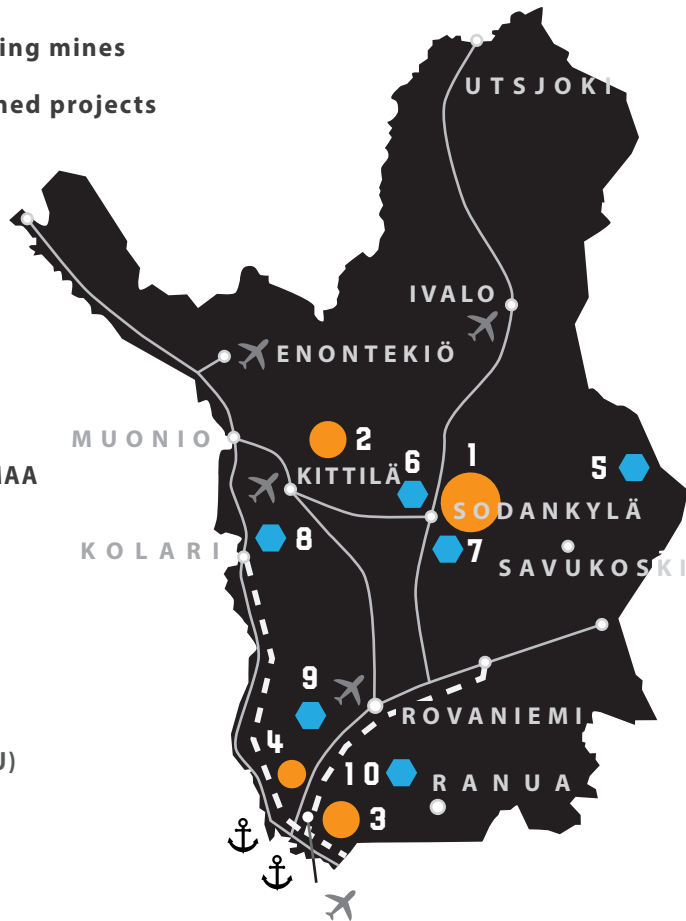 ing mines
ned projects
UTSJOKI
IVALO
ENONTEKIÖ
MUONIO
2
1
6
5
MAA
KITTILÄ
SODANKYLÄ
KOLARI
8
7
SAVUKOSKI
9
ROVANIEMI
4
U)
10
RANUA
3